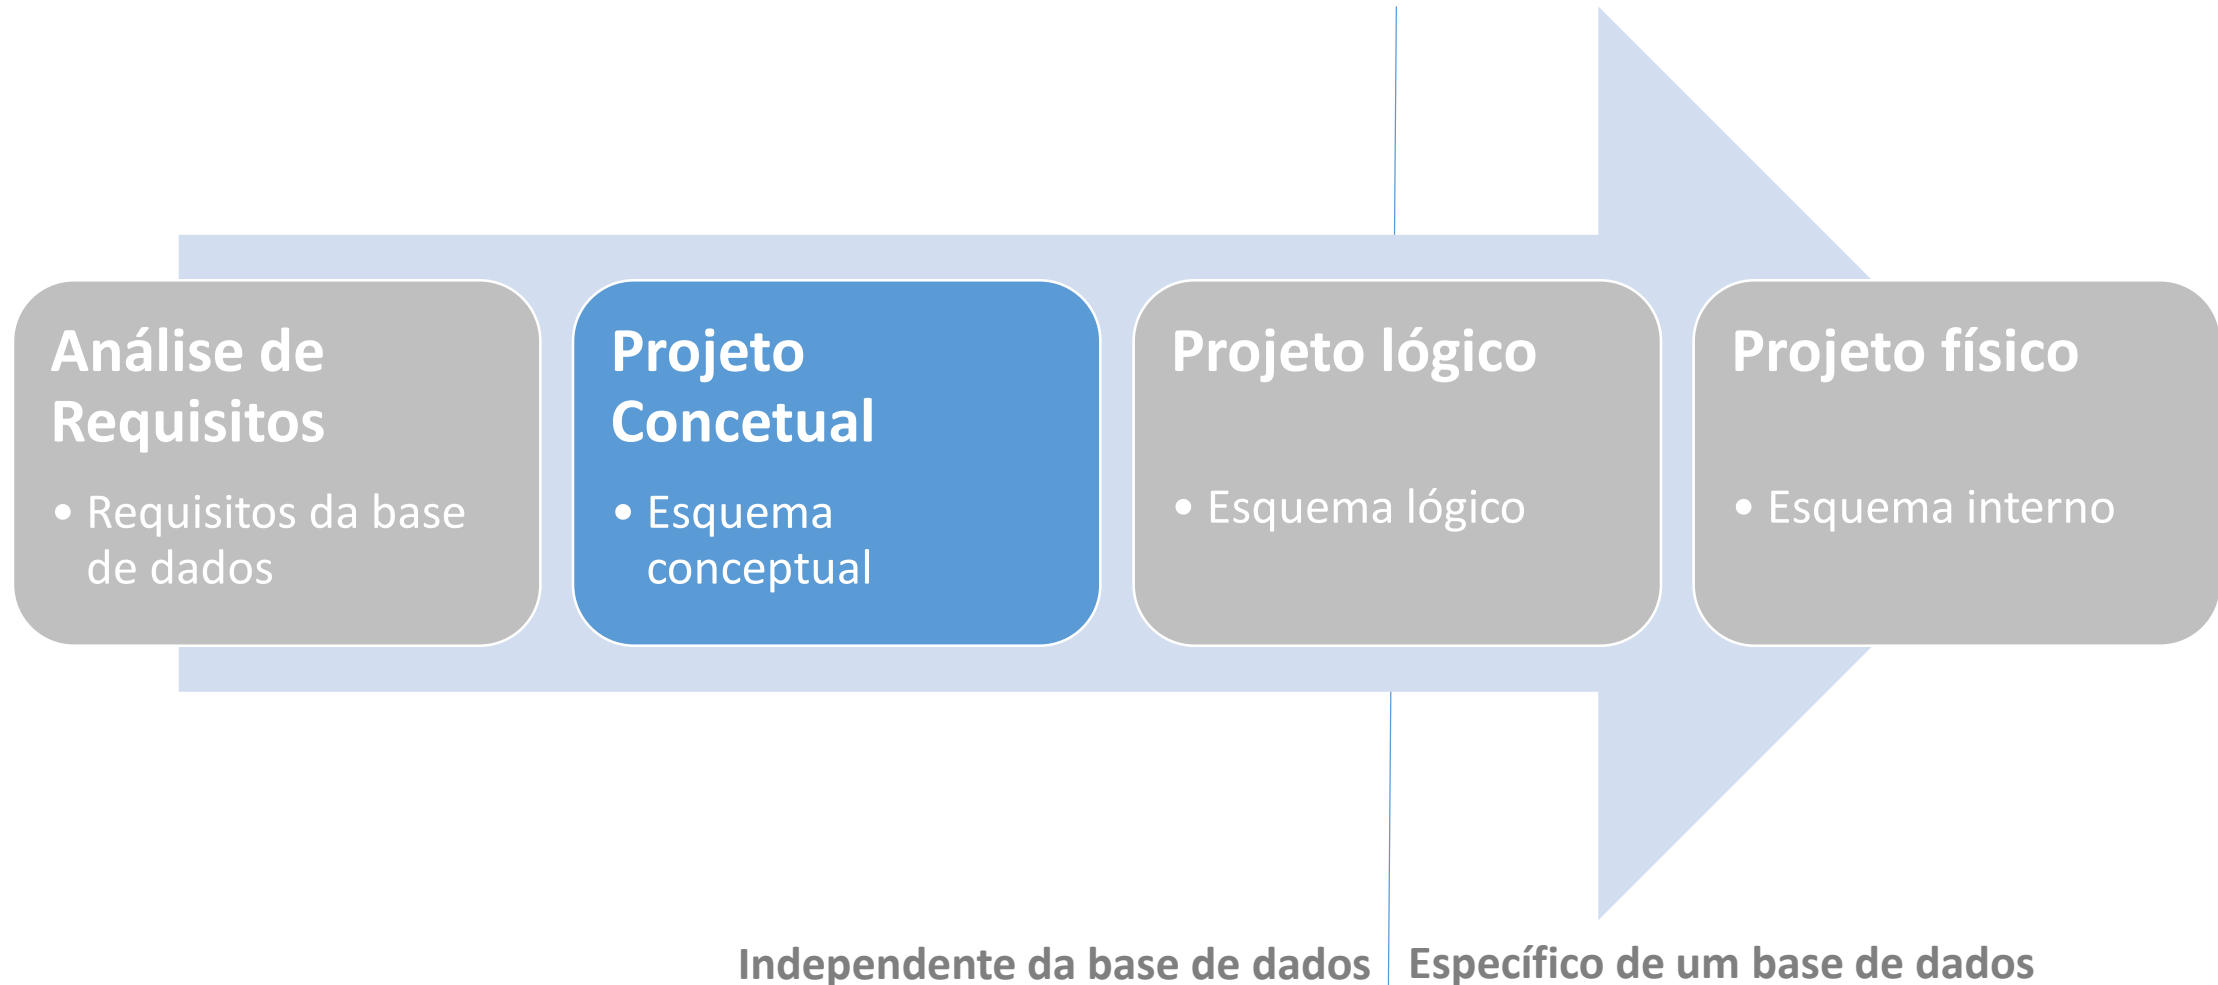 Análise de
Requisitos
• Requisitos da base
de dados
Projeto
Concetual
• Esquema
conceptual
Projeto lógico
• Esquema lógico
Projeto físico
• Esquema interno
Independente da base de dados
Específico de um base de dados